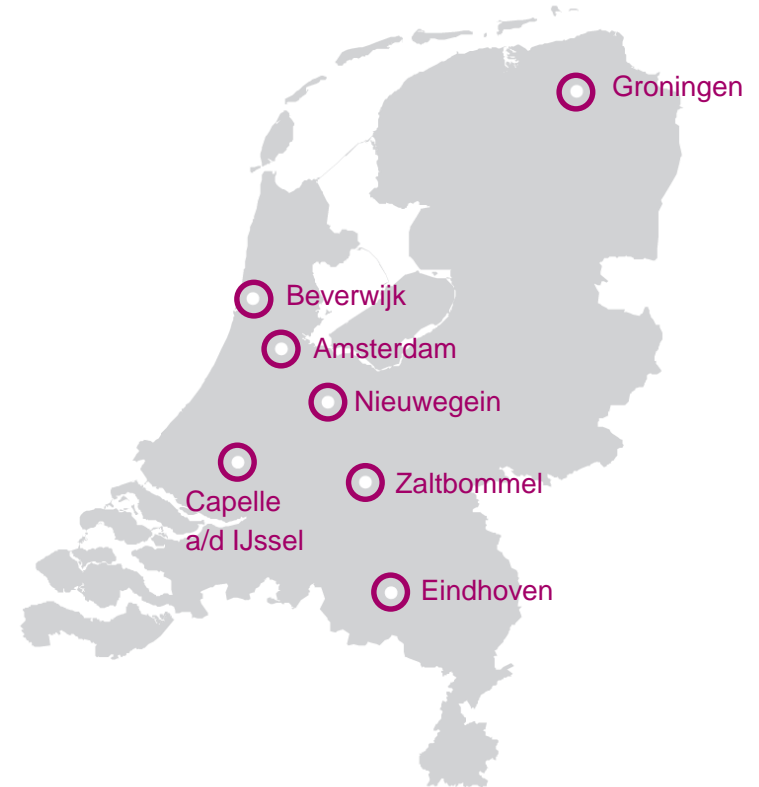 Groningen
Beverwijk
Amsterdam
Nieuwegein
Zaltbommel
Capelle
a/d IJssel
Eindhoven